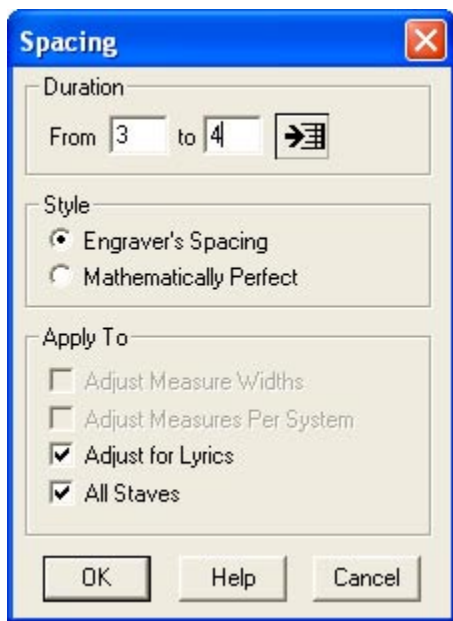 Spacing
Duration
From 3 to 4
Style
Engraver's Spacing
Mathematically Perfect
Apply To
Adjust Measure Widths
Adjust Measures Per System
Adjust for Lyrics
All Staves
OK Help Cancel